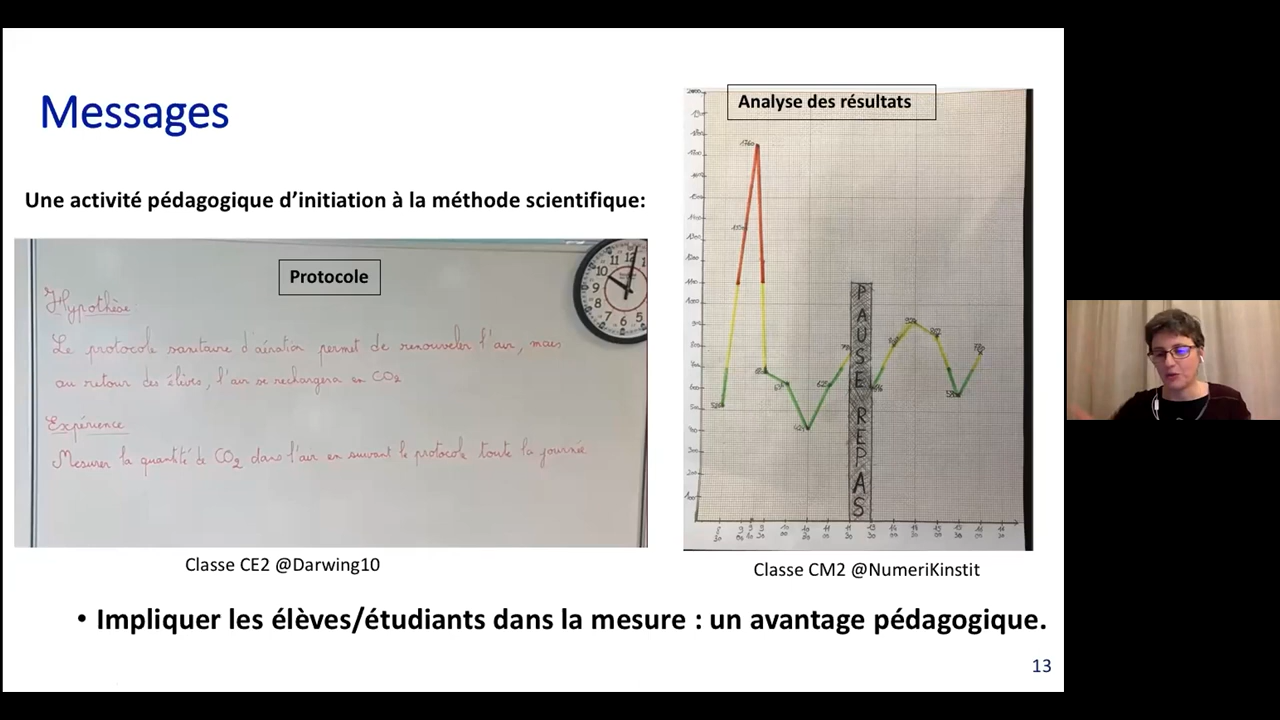 Messages
Analyse des résultats
Une activité pédagogique d’initiation à la méthode scientifique:
Protocole
Hypothèse:
Le protocole sanitaire d'aération permet de renouveler l'air, mais
au retour des élèves, l'air se rechargera en CO2
Expérience
Mesurer la quantité de CO2 dans l'air en suivant le protocole toute la journée
PAUSE REPAS
Classe CE2 @Darwing10
Classe CM2 @NumeriKinstit
• Impliquer les élèves/étudiants dans la mesure : un avantage pédagogique.
13